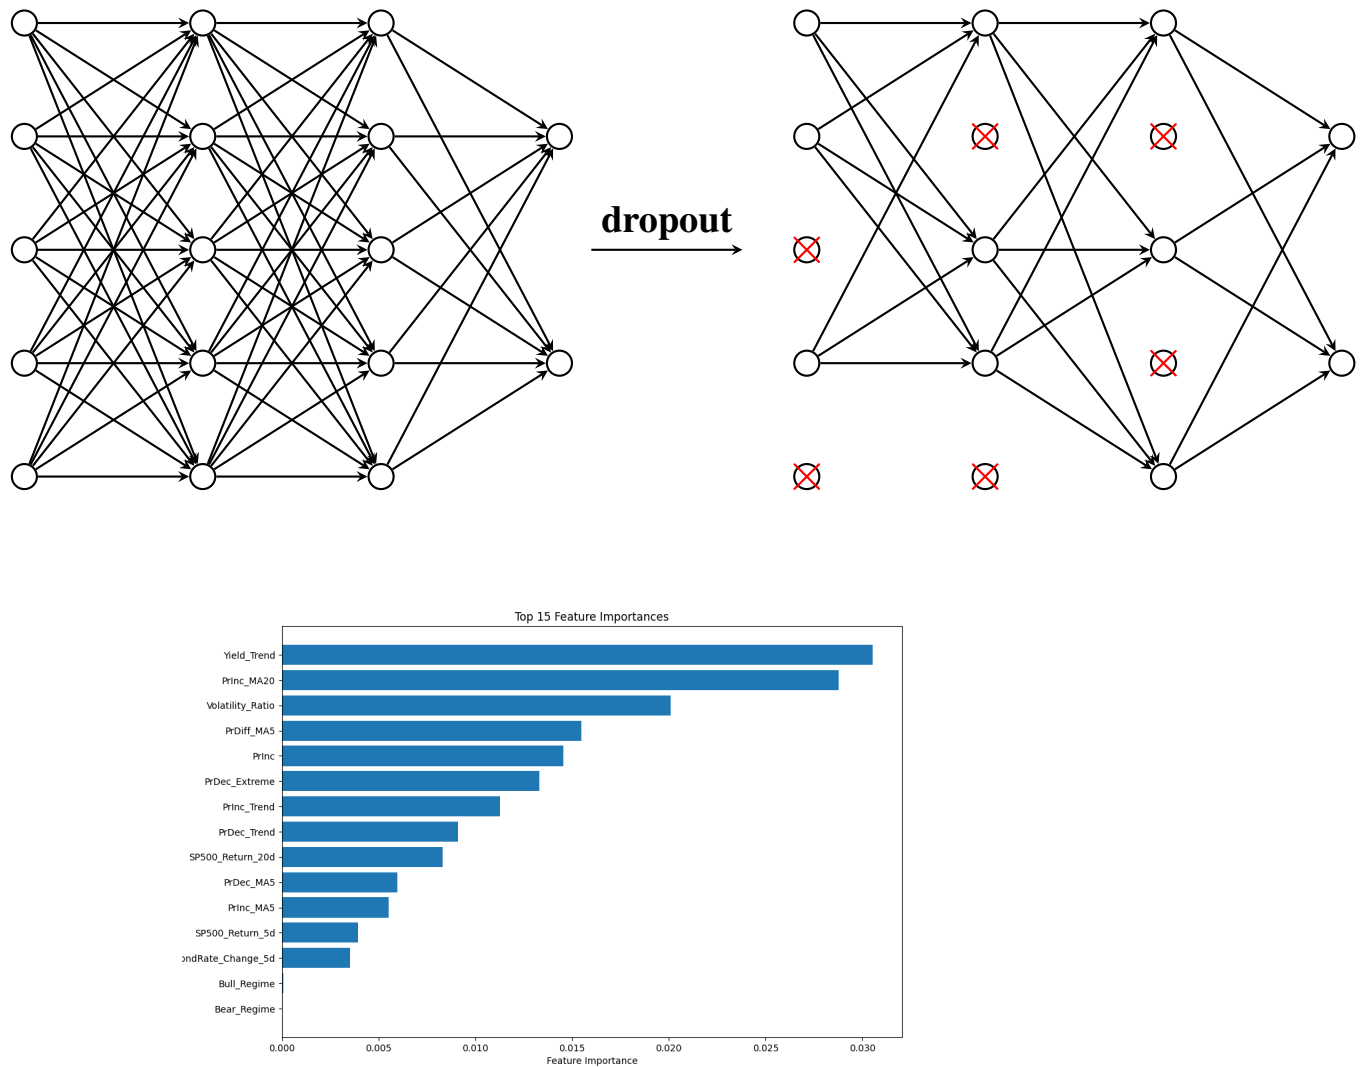 dropout
Top 15 Feature Importances
Yield_Trend
PrInc_MA20
Volatility_Ratio
PrDiff_MA5
PrInc
PrDec_Extreme
PrInc_Trend
PrDec_Trend
SP500_Return_20d
PrDec_MA5
PrInc_MA5
SP500_Return_5d
ondRate_Change_5d
Bull_Regime
Bear_Regime
0.000 0.005 0.010 0.015 0.020 0.025 0.030
Feature Importance